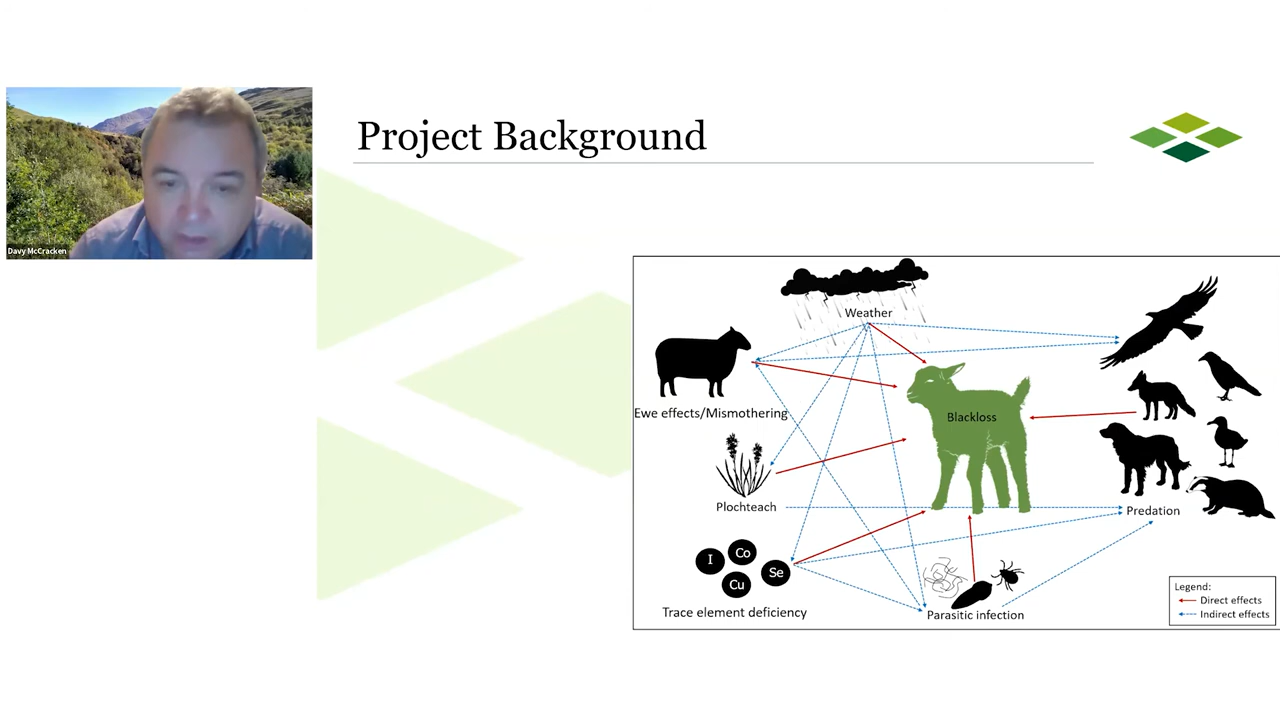 Project Background
Davy McCracken
Weather
Ewe effects/Mismothering
Blackloss
Plochteach
Predation
I
Co
Cu
Se
Trace element deficiency
Parasitic infection
Legend:
Direct effects
Indirect effects